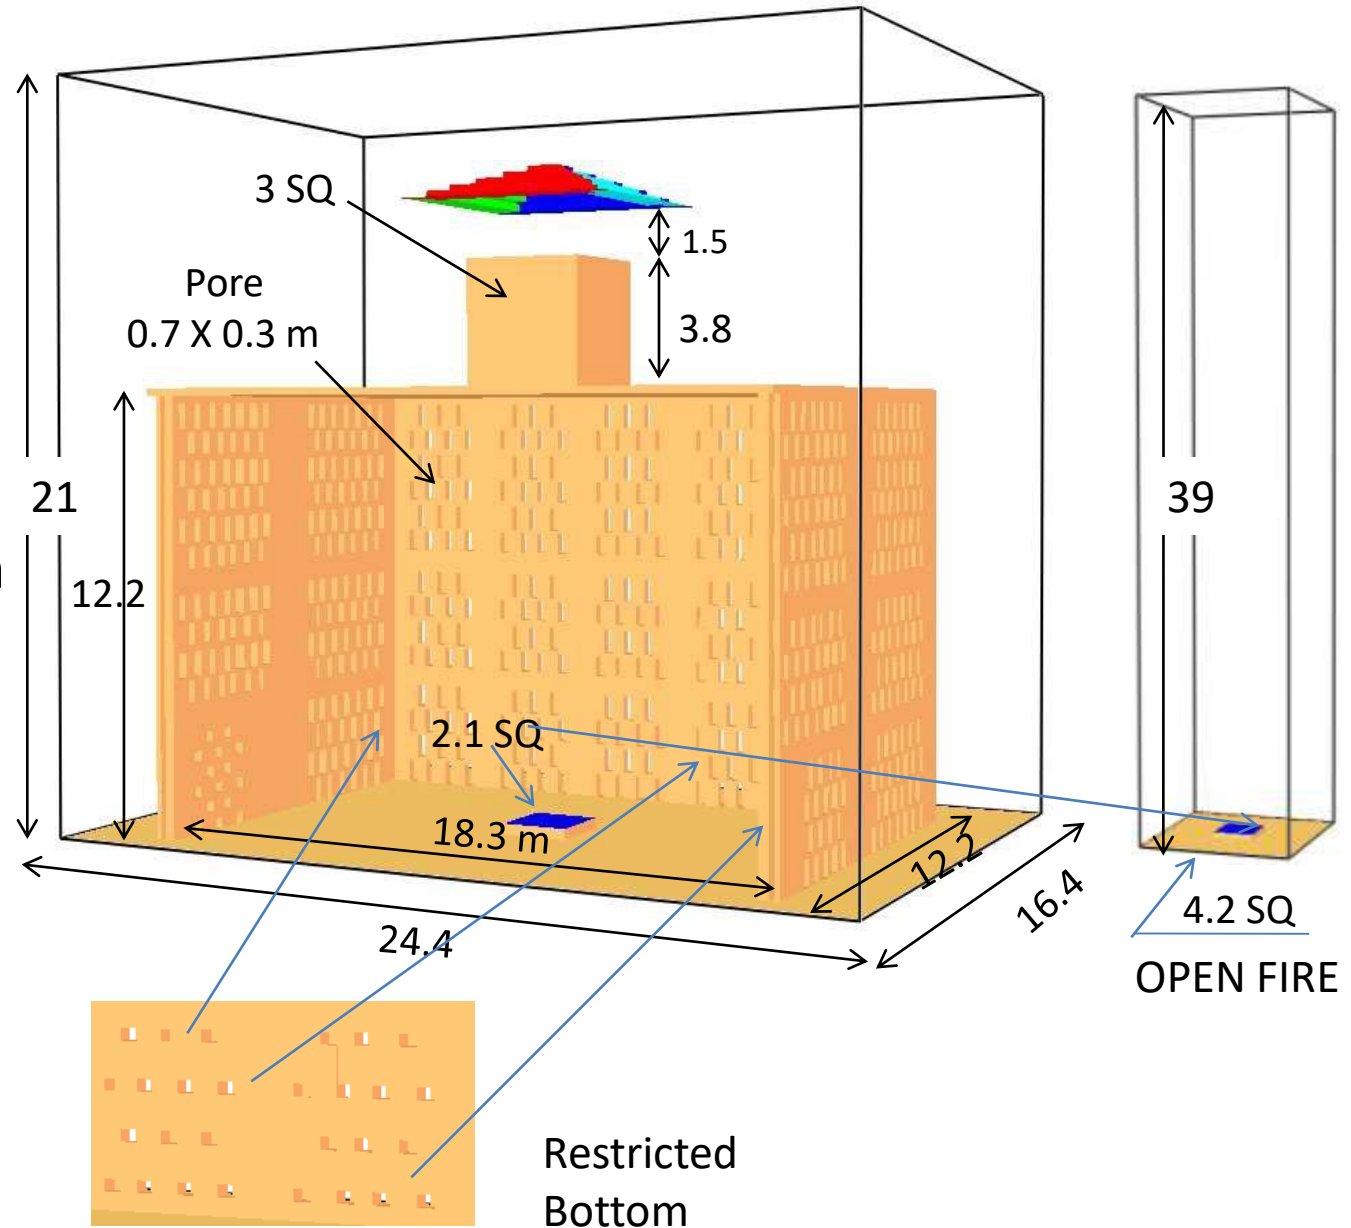 3 SQ
1.5
Pore
0.7 X 0.3 m
3.8
21
39
12.2
2.1 SQ
18.3 m
12.2
16.4
24.4
4.2 SQ
OPEN FIRE
Restricted
Bottom